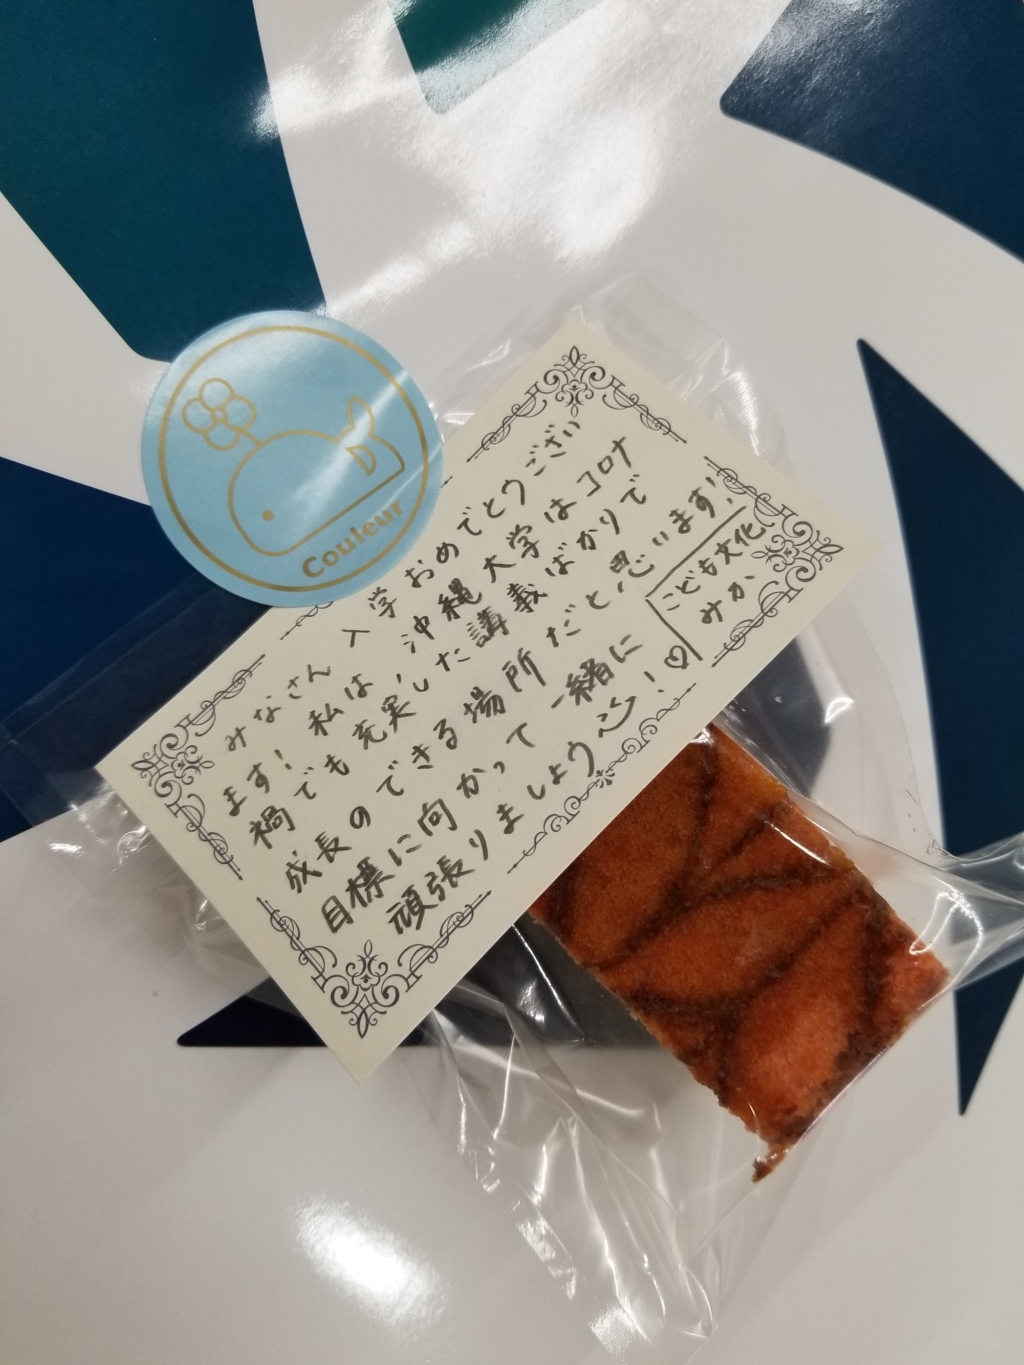 Couleur
みなさん 入学おめでとうござい
ます! 私は、沖縄大学はコロナ
禍でも充実した講義ばかりで
成長のできる場所だと思います!
目標に向かって一緒に
頑張りましょう!♡
こども文化
みか